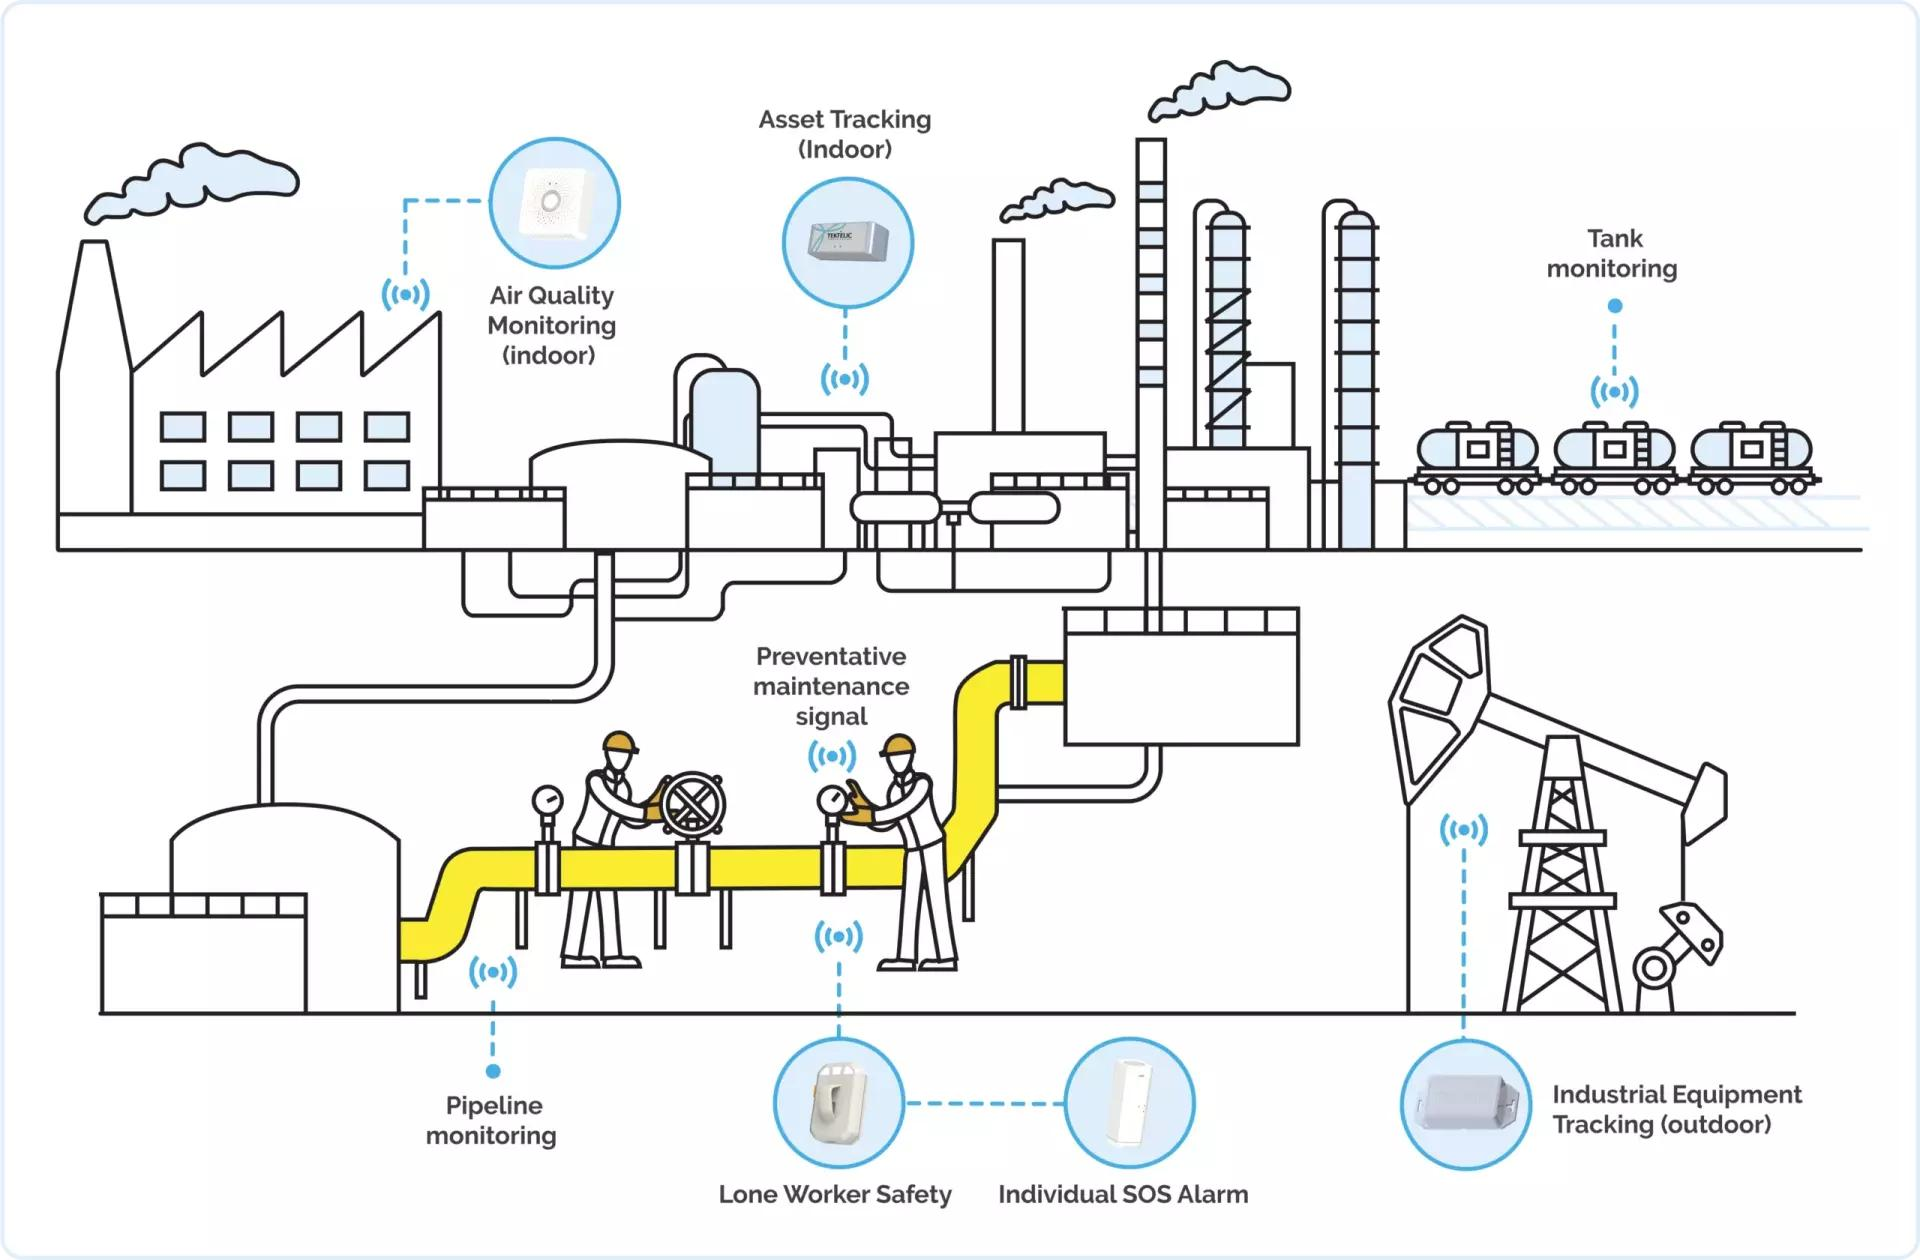 Asset Tracking
(Indoor)
TEKTELIC
Air Quality
Monitoring
(indoor)
Tank
monitoring
Preventative
maintenance
signal
Pipeline
monitoring
Lone Worker Safety
Individual SOS Alarm
Industrial Equipment
Tracking (outdoor)